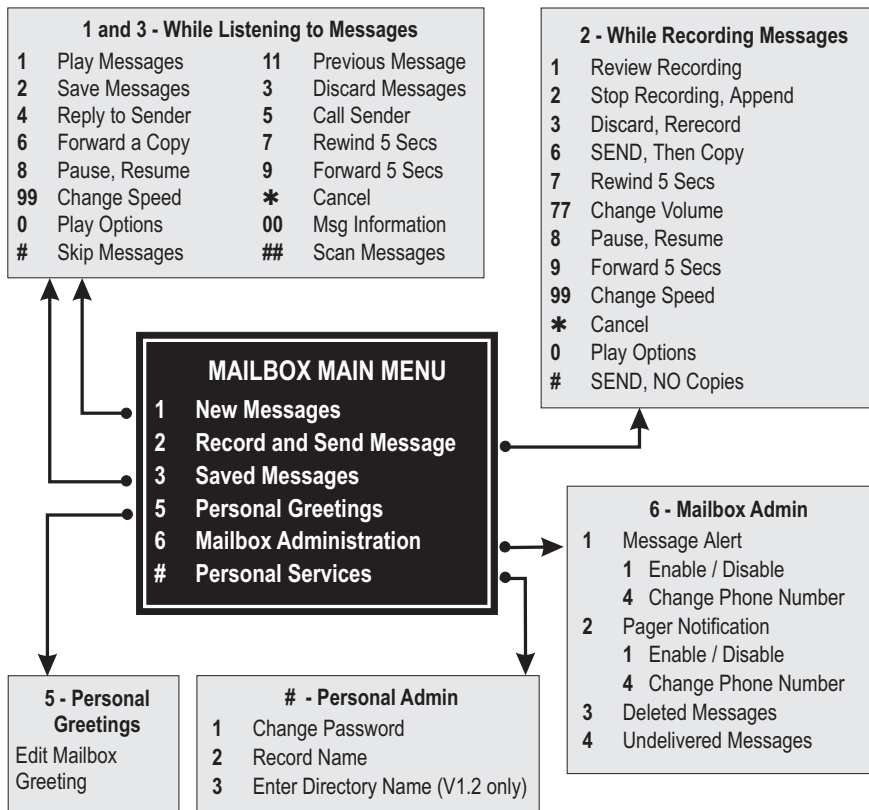 1 and 3 - While Listening to Messages
1 Play Messages 11 Previous Message
2 Save Messages 3 Discard Messages
4 Reply to Sender 5 Call Sender
6 Forward a Copy 7 Rewind 5 Secs
8 Pause, Resume 9 Forward 5 Secs
99 Change Speed ✱ Cancel
0 Play Options 00 Msg Information
# Skip Messages ## Scan Messages
2 - While Recording Messages
1 Review Recording
2 Stop Recording, Append
3 Discard, Rerecord
6 SEND, Then Copy
7 Rewind 5 Secs
77 Change Volume
8 Pause, Resume
9 Forward 5 Secs
99 Change Speed
✱ Cancel
0 Play Options
# SEND, NO Copies
MAILBOX MAIN MENU
1 New Messages
2 Record and Send Message
3 Saved Messages
5 Personal Greetings
6 Mailbox Administration
# Personal Services
6 - Mailbox Admin
1 Message Alert
1 Enable / Disable
4 Change Phone Number
2 Pager Notification
1 Enable / Disable
4 Change Phone Number
3 Deleted Messages
4 Undelivered Messages
5 - Personal
Greetings
Edit Mailbox
Greeting
# - Personal Admin
1 Change Password
2 Record Name
3 Enter Directory Name (V1.2 only)